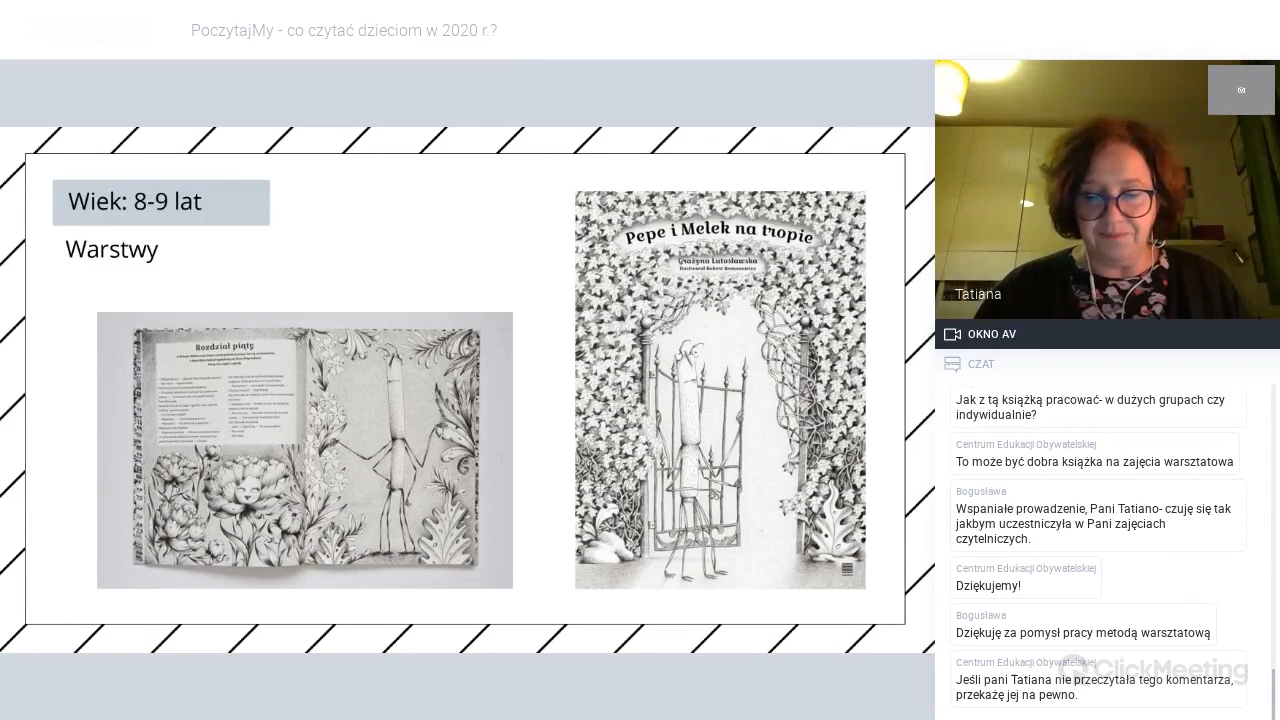 PoczytajMy - co czytać dzieciom w 2020 r.?
Wiek: 8-9 lat
Warstwy
Rozdział piąty
Pepe i Melek na tropie
Grażyna Lutosławska
Ilustrował Robert Romanowicz
Tatiana
OKNO AV
CZAT
Jak z tą książką pracować- w dużych grupach czy
indywidualnie?
Centrum Edukacji Obywatelskiej
To może być dobra książka na zajęcia warsztatowa
Bogusława
Wspaniałe prowadzenie, Pani Tatiano- czuję się tak
jakbym uczestniczyła w Pani zajęciach
czytelniczych.
Centrum Edukacji Obywatelskiej
Dziękujemy!
Bogusława
Dziękuję za pomysł pracy metodą warsztatową
Centrum Edukacji Obywatelskiej
Jeśli pani Tatiana nie przeczytała tego komentarza,
przekażę jej na pewno.
ClickMeeting